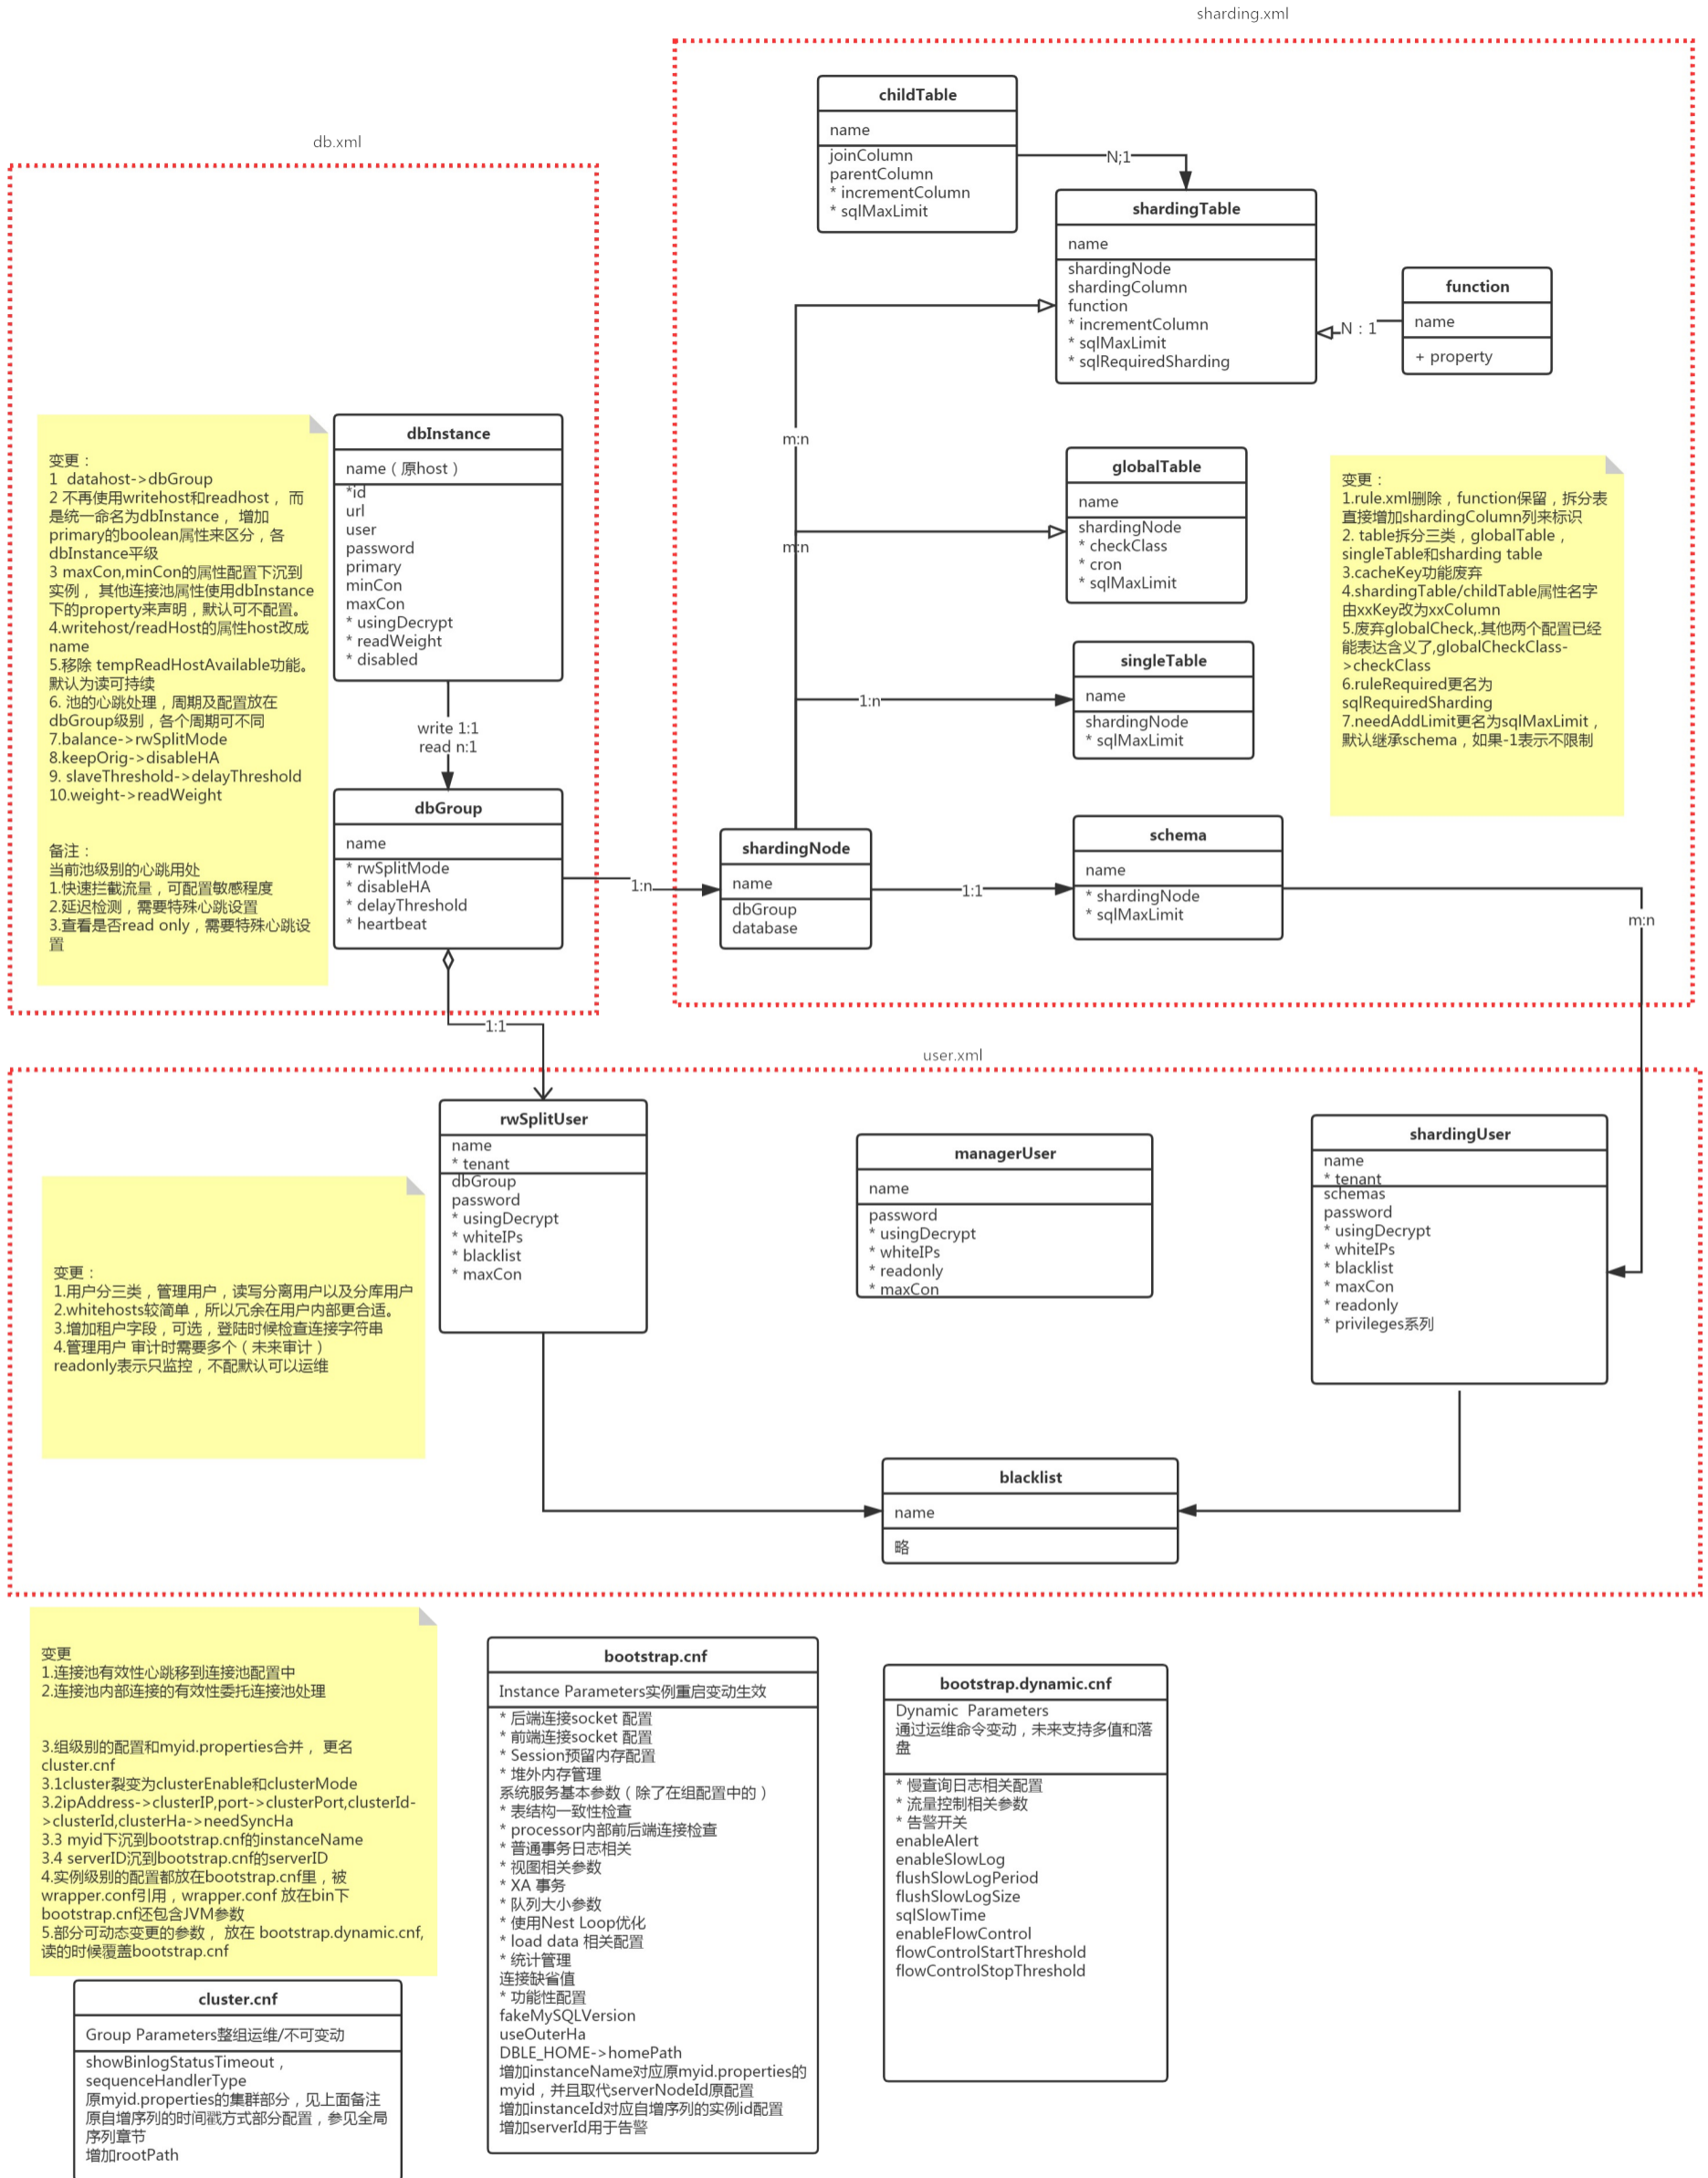 sharding.xml
childTable
name
joinColumn
parentColumn
* incrementColumn
* sqlMaxLimit
N;1
shardingTable
name
shardingNode
shardingColumn
function
* incrementColumn
* sqlMaxLimit
* sqlRequiredSharding
function
name
+ property
N：1
m:n
globalTable
name
shardingNode
* checkClass
* cron
* sqlMaxLimit
m:n
singleTable
name
shardingNode
* sqlMaxLimit
1:n
变更：
1.rule.xml删除，function保留，拆分表
直接增加shardingColumn列来标识
2. table拆分三类，globalTable，
singleTable和sharding table
3.cacheKey功能废弃
4.shardingTable/childTable属性名字
由xxKey改为xxColumn
5.废弃globalCheck,.其他两个配置已经
能表达含义了,globalCheckClass-
>checkClass
6.ruleRequired更名为
sqlRequiredSharding
7.needAddLimit更名为sqlMaxLimit，
默认继承schema，如果-1表示不限制
shardingNode
name
dbGroup
database
1:1
schema
name
* shardingNode
* sqlMaxLimit
m:n
db.xml
变更：
1  datahost->dbGroup
2 不再使用writehost和readhost， 而
是统一命名为dbInstance， 增加
primary的boolean属性来区分，各
dbInstance平级
3 maxCon,minCon的属性配置下沉到
实例， 其他连接池属性使用dbInstance
下的property来声明，默认可不配置。
4.writehost/readHost的属性host改成
name
5.移除 tempReadHostAvailable功能。
默认为读可持续
6. 池的心跳处理，周期及配置放在
dbGroup级别，各个周期可不同
7.balance->rwSplitMode
8.keepOrig->disableHA
9. slaveThreshold->delayThreshold
10.weight->readWeight
备注：
当前池级别的心跳用处
1.快速拦截流量，可配置敏感程度
2.延迟检测，需要特殊心跳设置
3.查看是否read only，需要特殊心跳设
置
dbInstance
name（原host）
*id
url
user
password
primary
minCon
maxCon
* usingDecrypt
* readWeight
* disabled
write 1:1
read n:1
dbGroup
name
* rwSplitMode
* disableHA
* delayThreshold
* heartbeat
1:n
1:1
user.xml
变更：
1.用户分三类，管理用户，读写分离用户以及分库用户
2.whitehosts较简单，所以冗余在用户内部更合适。
3.增加租户字段，可选，登陆时候检查连接字符串
4.管理用户 审计时需要多个（未来审计）
readonly表示只监控，不配默认可以运维
rwSplitUser
name
* tenant
dbGroup
password
* usingDecrypt
* whiteIPs
* blacklist
* maxCon
managerUser
name
password
* usingDecrypt
* whiteIPs
* readonly
* maxCon
shardingUser
name
* tenant
schemas
password
* usingDecrypt
* whiteIPs
* blacklist
* maxCon
* readonly
* privileges系列
blacklist
name
略
变更
1.连接池有效性心跳移到连接池配置中
2.连接池内部连接的有效性委托连接池处理
3.组级别的配置和myid.properties合并， 更名
cluster.cnf
3.1cluster裂变为clusterEnable和clusterMode
3.2ipAddress->clusterIP,port->clusterPort,clusterId-
>clusterId,clusterHa->needSyncHa
3.3 myid下沉到bootstrap.cnf的instanceName
3.4 serverID沉到bootstrap.cnf的serverID
4.实例级别的配置都放在bootstrap.cnf里，被
wrapper.conf引用，wrapper.conf 放在bin下
bootstrap.cnf还包含JVM参数
5.部分可动态变更的参数， 放在 bootstrap.dynamic.cnf,
读的时候覆盖bootstrap.cnf
cluster.cnf
Group Parameters整组运维/不可变动
showBinlogStatusTimeout，
sequenceHandlerType
原myid.properties的集群部分，见上面备注
原自增序列的时间戳方式部分配置，参见全局
序列章节
增加rootPath
bootstrap.cnf
Instance Parameters实例重启变动生效
* 后端连接socket 配置
* 前端连接socket 配置
* Session预留内存配置
* 堆外内存管理
系统服务基本参数（除了在组配置中的）
* 表结构一致性检查
* processor内部前后端连接检查
* 普通事务日志相关
* 视图相关参数
* XA 事务
* 队列大小参数
* 使用Nest Loop优化
* load data 相关配置
* 统计管理
连接缺省值
* 功能性配置
fakeMySQLVersion
useOuterHa
DBLE_HOME->homePath
增加instanceName对应原myid.properties的
myid，并且取代serverNodeId原配置
增加instanceId对应自增序列的实例id配置
增加serverId用于告警
bootstrap.dynamic.cnf
Dynamic  Parameters
通过运维命令变动，未来支持多值和落
盘
* 慢查询日志相关配置
* 流量控制相关参数
* 告警开关
enableAlert
enableSlowLog
flushSlowLogPeriod
flushSlowLogSize
sqlSlowTime
enableFlowControl
flowControlStartThreshold
flowControlStopThreshold